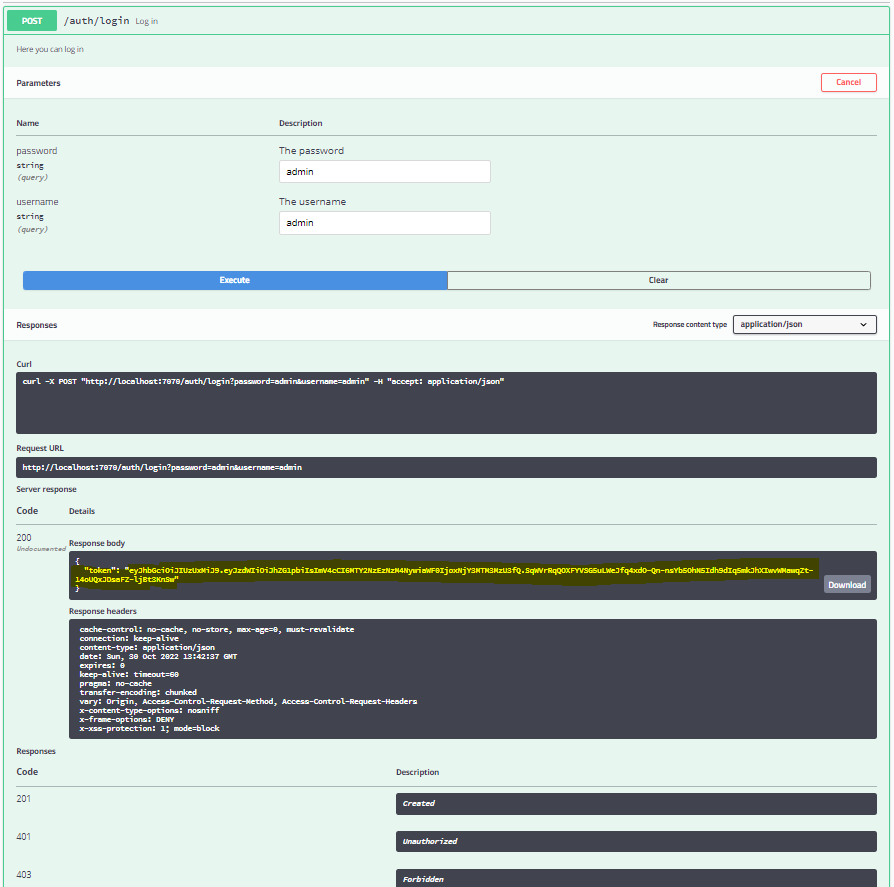 POST /auth/login Log in
Here you can log in
Parameters Cancel
Name Description
password The password
string admin
(query)
username The username
string admin
(query)
Execute Clear
Responses Response content type application/json
Curl
curl -X POST "http://localhost:7070/auth/login?password=admin&username=admin" -H "accept: application/json"
Request URL
http://localhost:7070/auth/login?password=admin&username=admin
Server response
Code Details
200
Undocumented
Response body
{
"token":
}
Download
Response headers
cache-control: no-cache, no-store, max-age=0, must-revalidate
connection: keep-alive
content-type: application/json
date: Sun, 30 Oct 2022 13:42:37 GMT
expires: 0
keep-alive: timeout=60
pragma: no-cache
transfer-encoding: chunked
vary: Origin, Access-Control-Request-Method, Access-Control-Request-Headers
x-content-type-options: nosniff
x-frame-options: DENY
x-xss-protection: 1; mode=block
Responses
Code Description
201 Created
401 Unauthorized
403 Forbidden